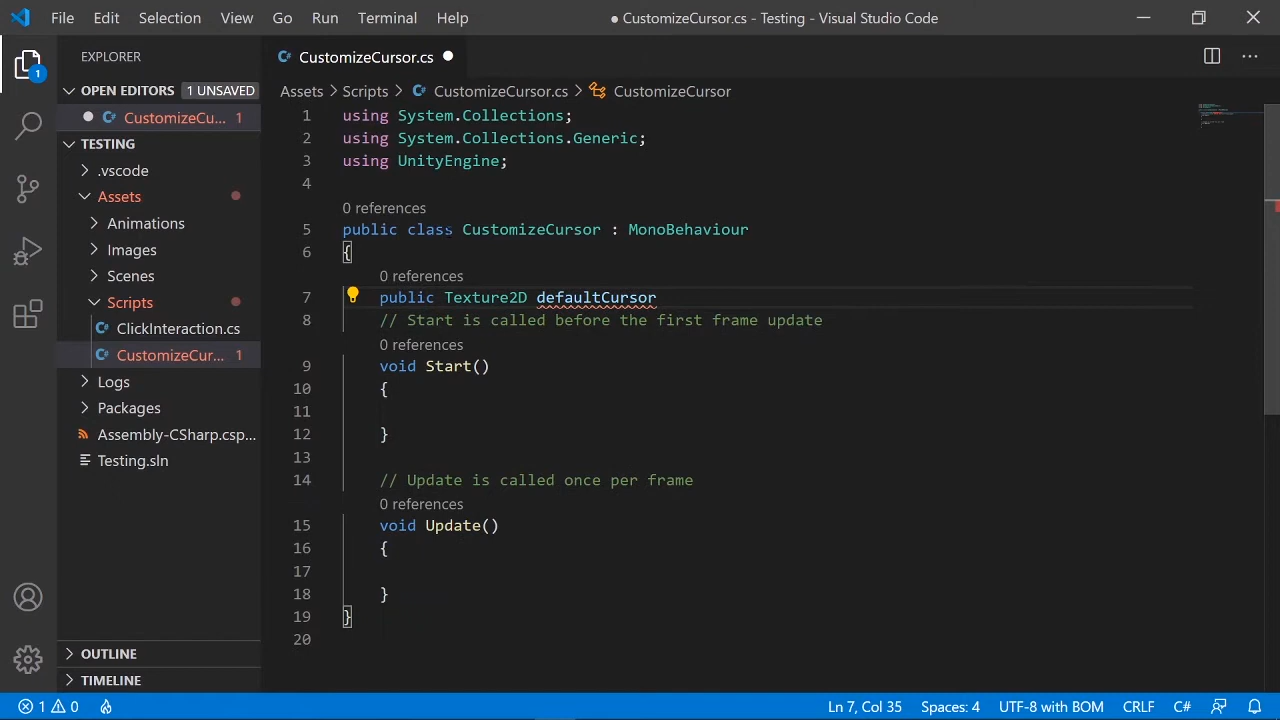 File Edit Selection View Go Run Terminal Help ● CustomizeCursor.cs - Testing - Visual Studio Code
EXPLORER
1
OPEN EDITORS 1 UNSAVED
CustomizeCu... 1
TESTING
.vscode
Assets
Animations
Images
Scenes
Scripts
ClickInteraction.cs
CustomizeCur... 1
Logs
Packages
Assembly-CSharp.csp...
Testing.sln
OUTLINE
TIMELINE
CustomizeCursor.cs
Assets > Scripts > CustomizeCursor.cs > CustomizeCursor
1 using System.Collections;
2 using System.Collections.Generic;
3 using UnityEngine;
4
0 references
5 public class CustomizeCursor : MonoBehaviour
6 {
0 references
7 public Texture2D defaultCursor
8 // Start is called before the first frame update
0 references
9 void Start()
10 {
11
12 }
13
14 // Update is called once per frame
0 references
15 void Update()
16 {
17
18 }
19 }
20
1 0 Ln 7, Col 35 Spaces: 4 UTF-8 with BOM CRLF C#